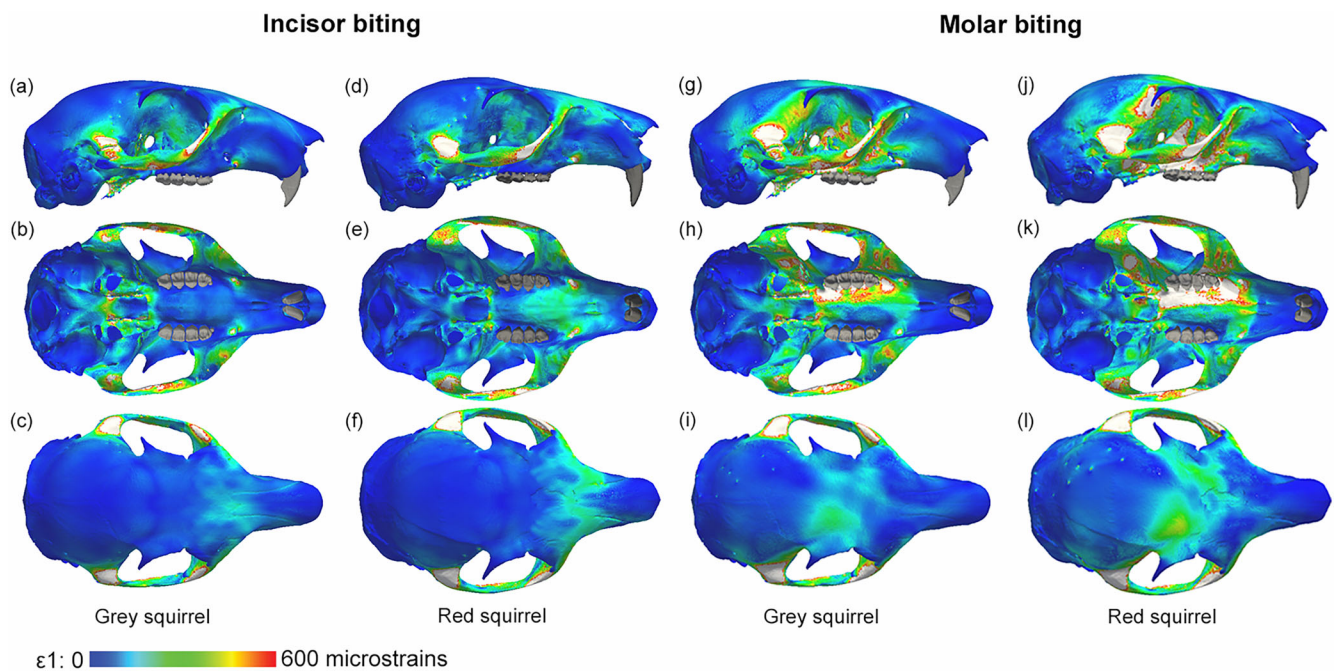 Incisor biting
Molar biting
(a)
(d)
(g)
(j)
(b)
(e)
(h)
(k)
(c)
(f)
(i)
(l)
Grey squirrel
Red squirrel
Grey squirrel
Red squirrel
ε1: 0 600 microstrains